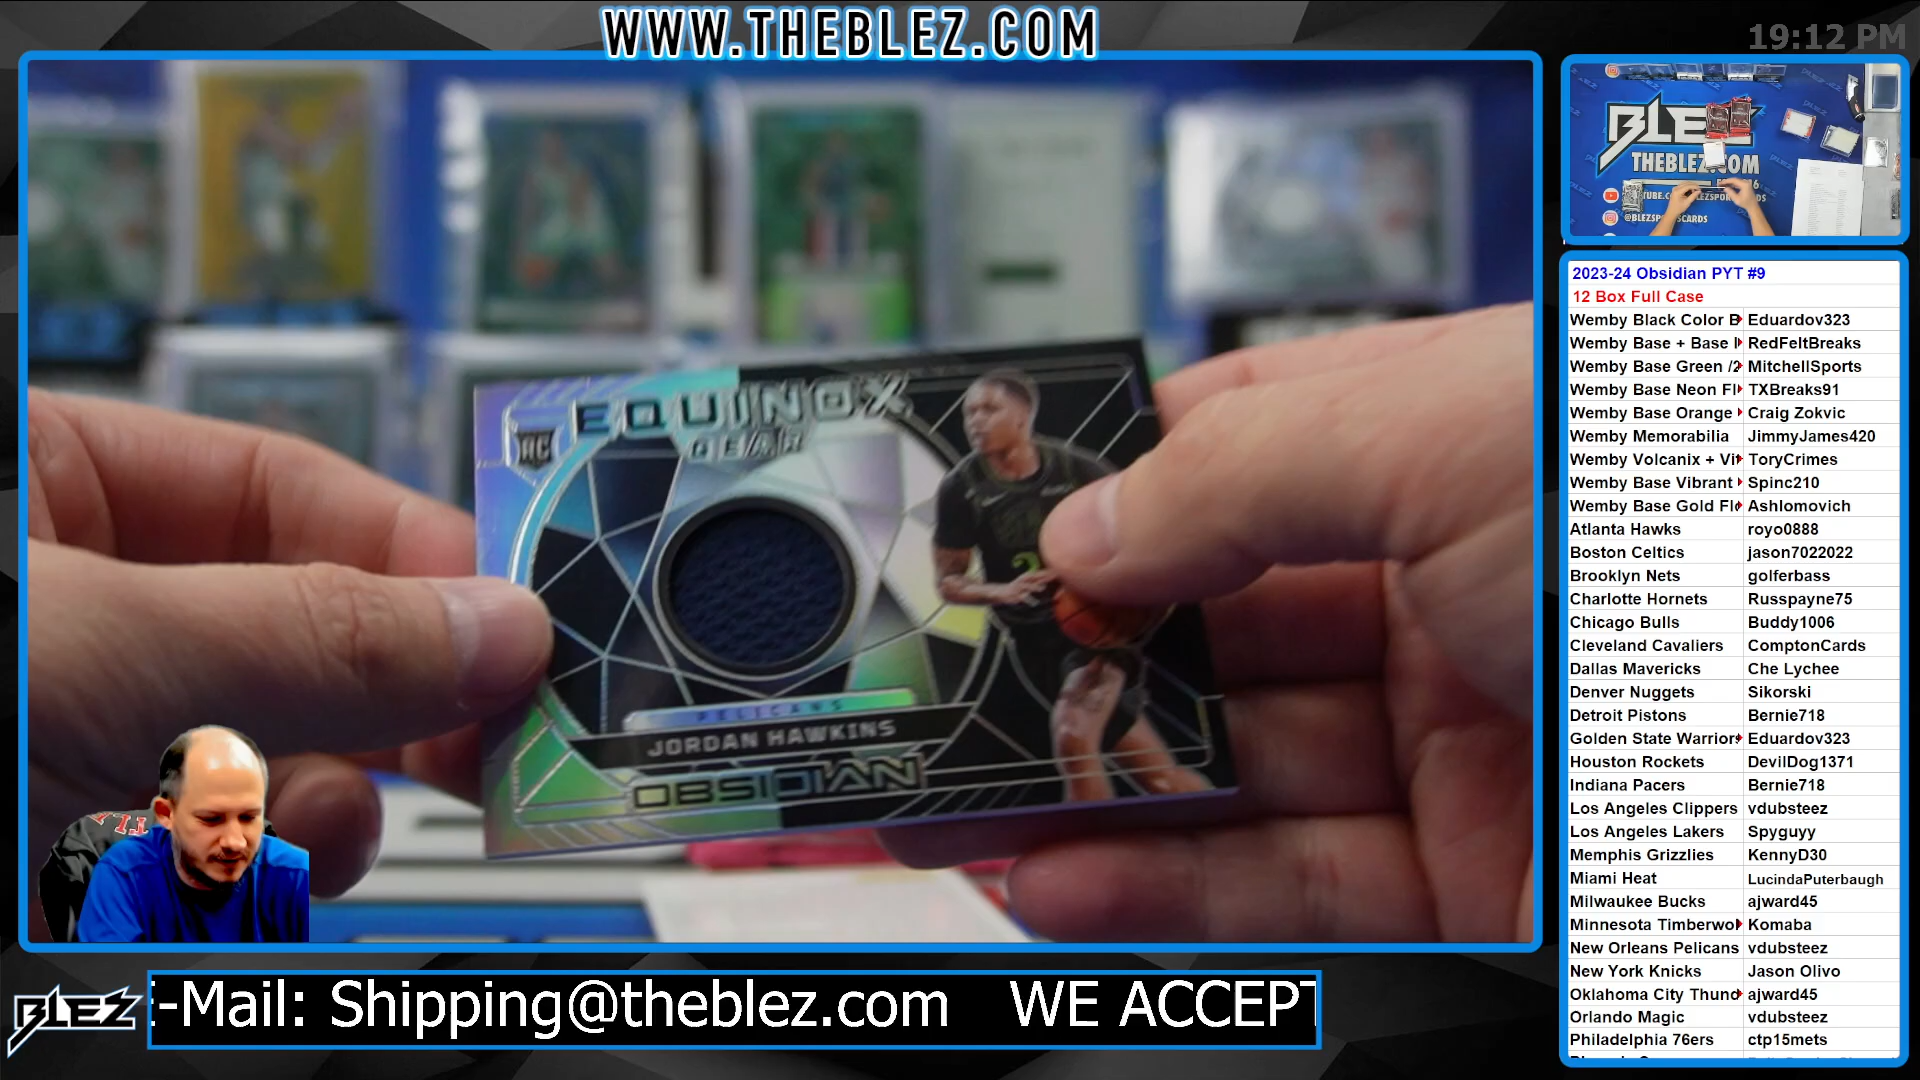 WWW.THEBLEZ.COM
19:12 PM
BLEZ
THEBLEZ.COM
@BLEZSPORTSCARDS
EQUINOX
GEAR
RC
PELICANS
JORDAN HAWKINS
OBSIDIAN
2023-24 Obsidian PYT #9
12 Box Full Case
Wemby Black Color B Eduardov323
Wemby Base + Base I RedFeltBreaks
Wemby Base Green /2 MitchellSports
Wemby Base Neon Fl TXBreaks91
Wemby Base Orange Craig Zokvic
Wemby Memorabilia JimmyJames420
Wemby Volcanix + Vi ToryCrimes
Wemby Base Vibrant Spinc210
Wemby Base Gold Fl Ashlomovich
Atlanta Hawks royo0888
Boston Celtics jason7022022
Brooklyn Nets golferbass
Charlotte Hornets Russpayne75
Chicago Bulls Buddy1006
Cleveland Cavaliers ComptonCards
Dallas Mavericks Che Lychee
Denver Nuggets Sikorski
Detroit Pistons Bernie718
Golden State Warriors Eduardov323
Houston Rockets DevilDog1371
Indiana Pacers Bernie718
Los Angeles Clippers vdubsteez
Los Angeles Lakers Spyguyy
Memphis Grizzlies KennyD30
Miami Heat LucindaPuterbaugh
Milwaukee Bucks ajward45
Minnesota Timberwol Komaba
New Orleans Pelicans vdubsteez
New York Knicks Jason Olivo
Oklahoma City Thund ajward45
Orlando Magic vdubsteez
Philadelphia 76ers ctp15mets
BLEZ
-Mail: Shipping@theblez.com WE ACCEPT